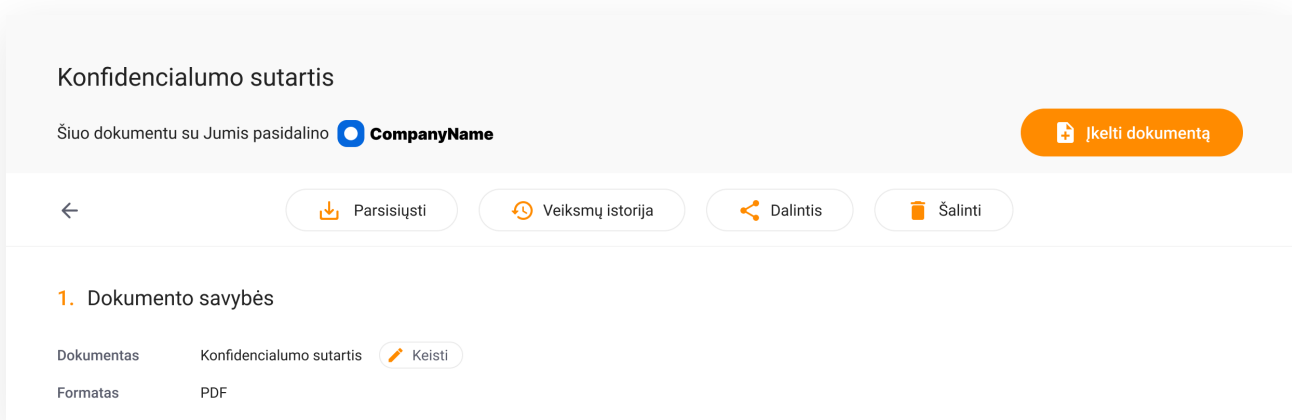 Konfidencialumo sutartis
Šiuo dokumentu su Jumis pasidalino CompanyName
Įkelti dokumentą
Parsisiųsti Veiksmų istorija Dalintis Šalinti
1. Dokumento savybės
Dokumentas Konfidencialumo sutartis Keisti
Formatas PDF